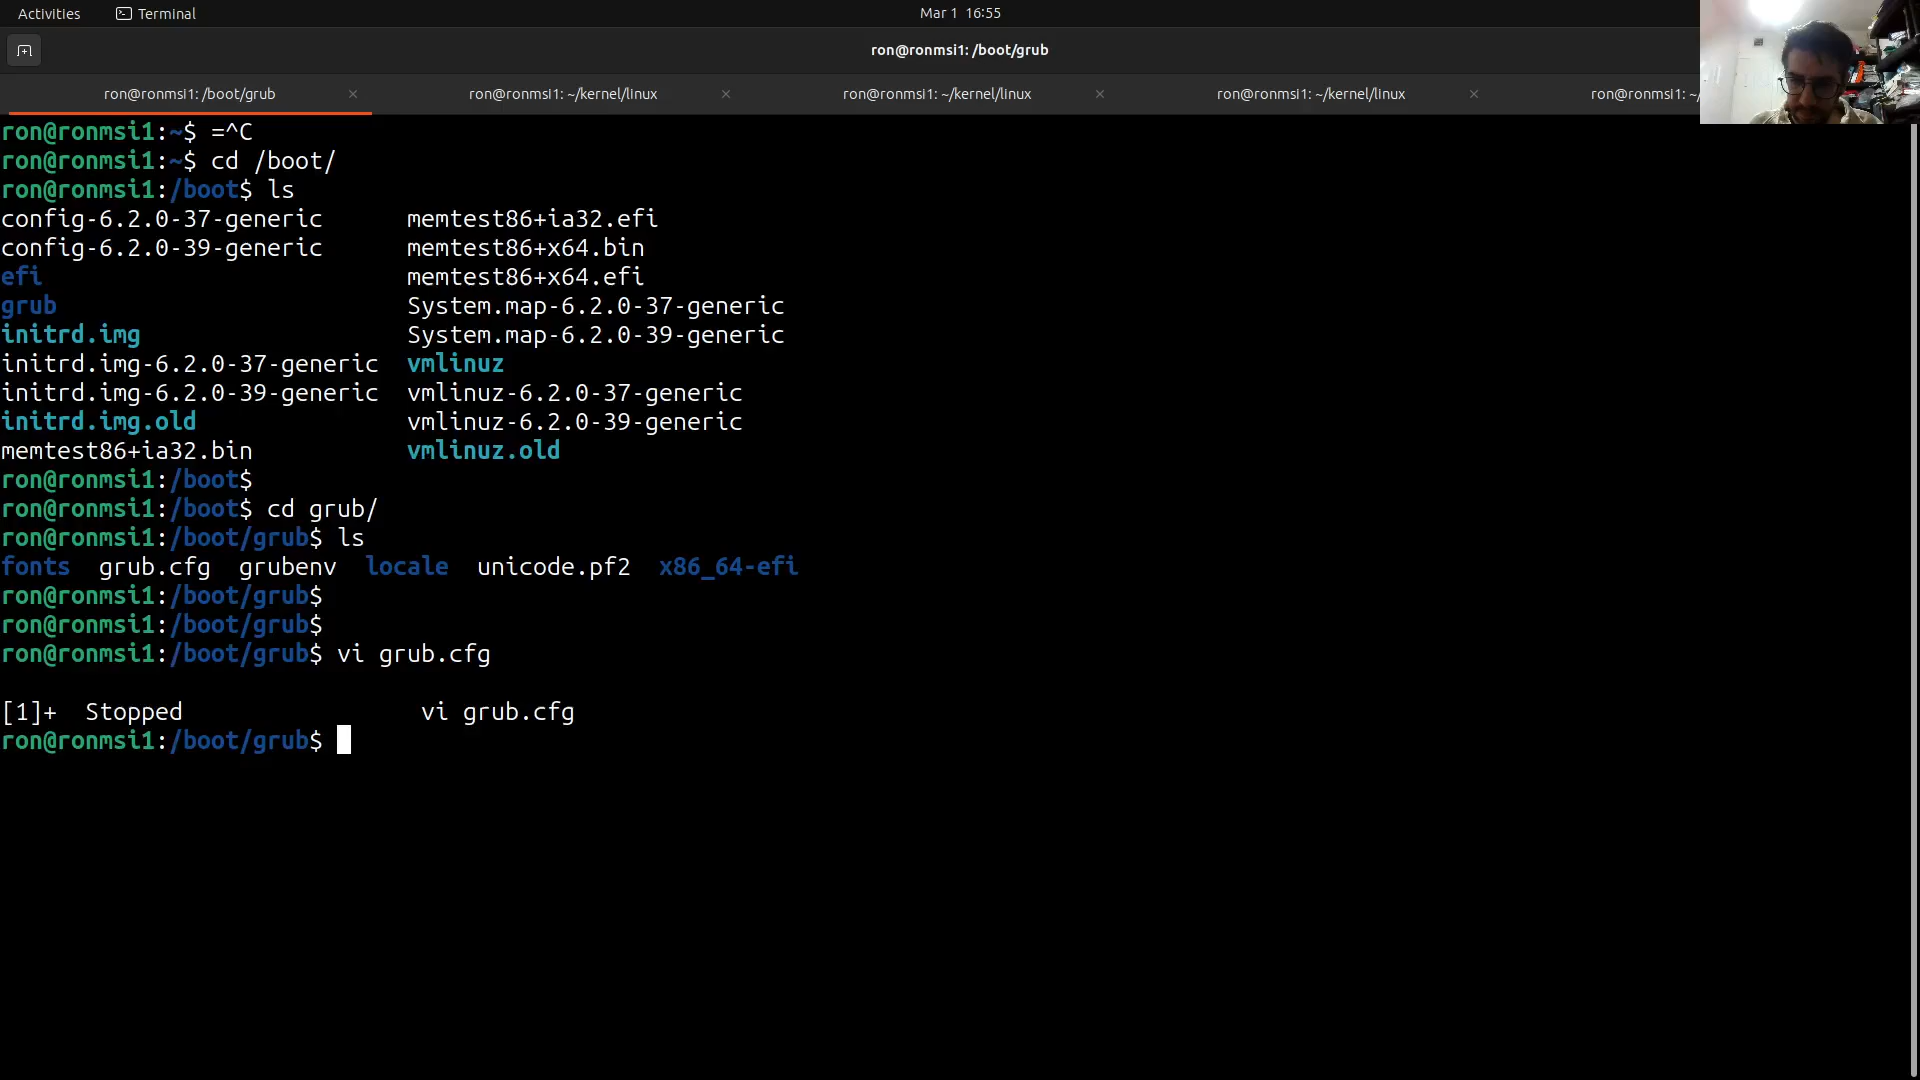 Activities Terminal Mar 1 16:55
ron@ronmsi1: /boot/grub
ron@ronmsi1: /boot/grub × ron@ronmsi1: ~/kernel/linux × ron@ronmsi1: ~/kernel/linux × ron@ronmsi1: ~/kernel/linux × ron@ronmsi1: ~/
ron@ronmsi1:~$ =^C
ron@ronmsi1:~$ cd /boot/
ron@ronmsi1:/boot$ ls
config-6.2.0-37-generic memtest86+ia32.efi
config-6.2.0-39-generic memtest86+x64.bin
efi memtest86+x64.efi
grub System.map-6.2.0-37-generic
initrd.img System.map-6.2.0-39-generic
initrd.img-6.2.0-37-generic vmlinuz
initrd.img-6.2.0-39-generic vmlinuz-6.2.0-37-generic
initrd.img.old vmlinuz-6.2.0-39-generic
memtest86+ia32.bin vmlinuz.old
ron@ronmsi1:/boot$
ron@ronmsi1:/boot$ cd grub/
ron@ronmsi1:/boot/grub$ ls
fonts grub.cfg grubenv locale unicode.pf2 x86_64-efi
ron@ronmsi1:/boot/grub$
ron@ronmsi1:/boot/grub$
ron@ronmsi1:/boot/grub$ vi grub.cfg
[1]+ Stopped vi grub.cfg
ron@ronmsi1:/boot/grub$